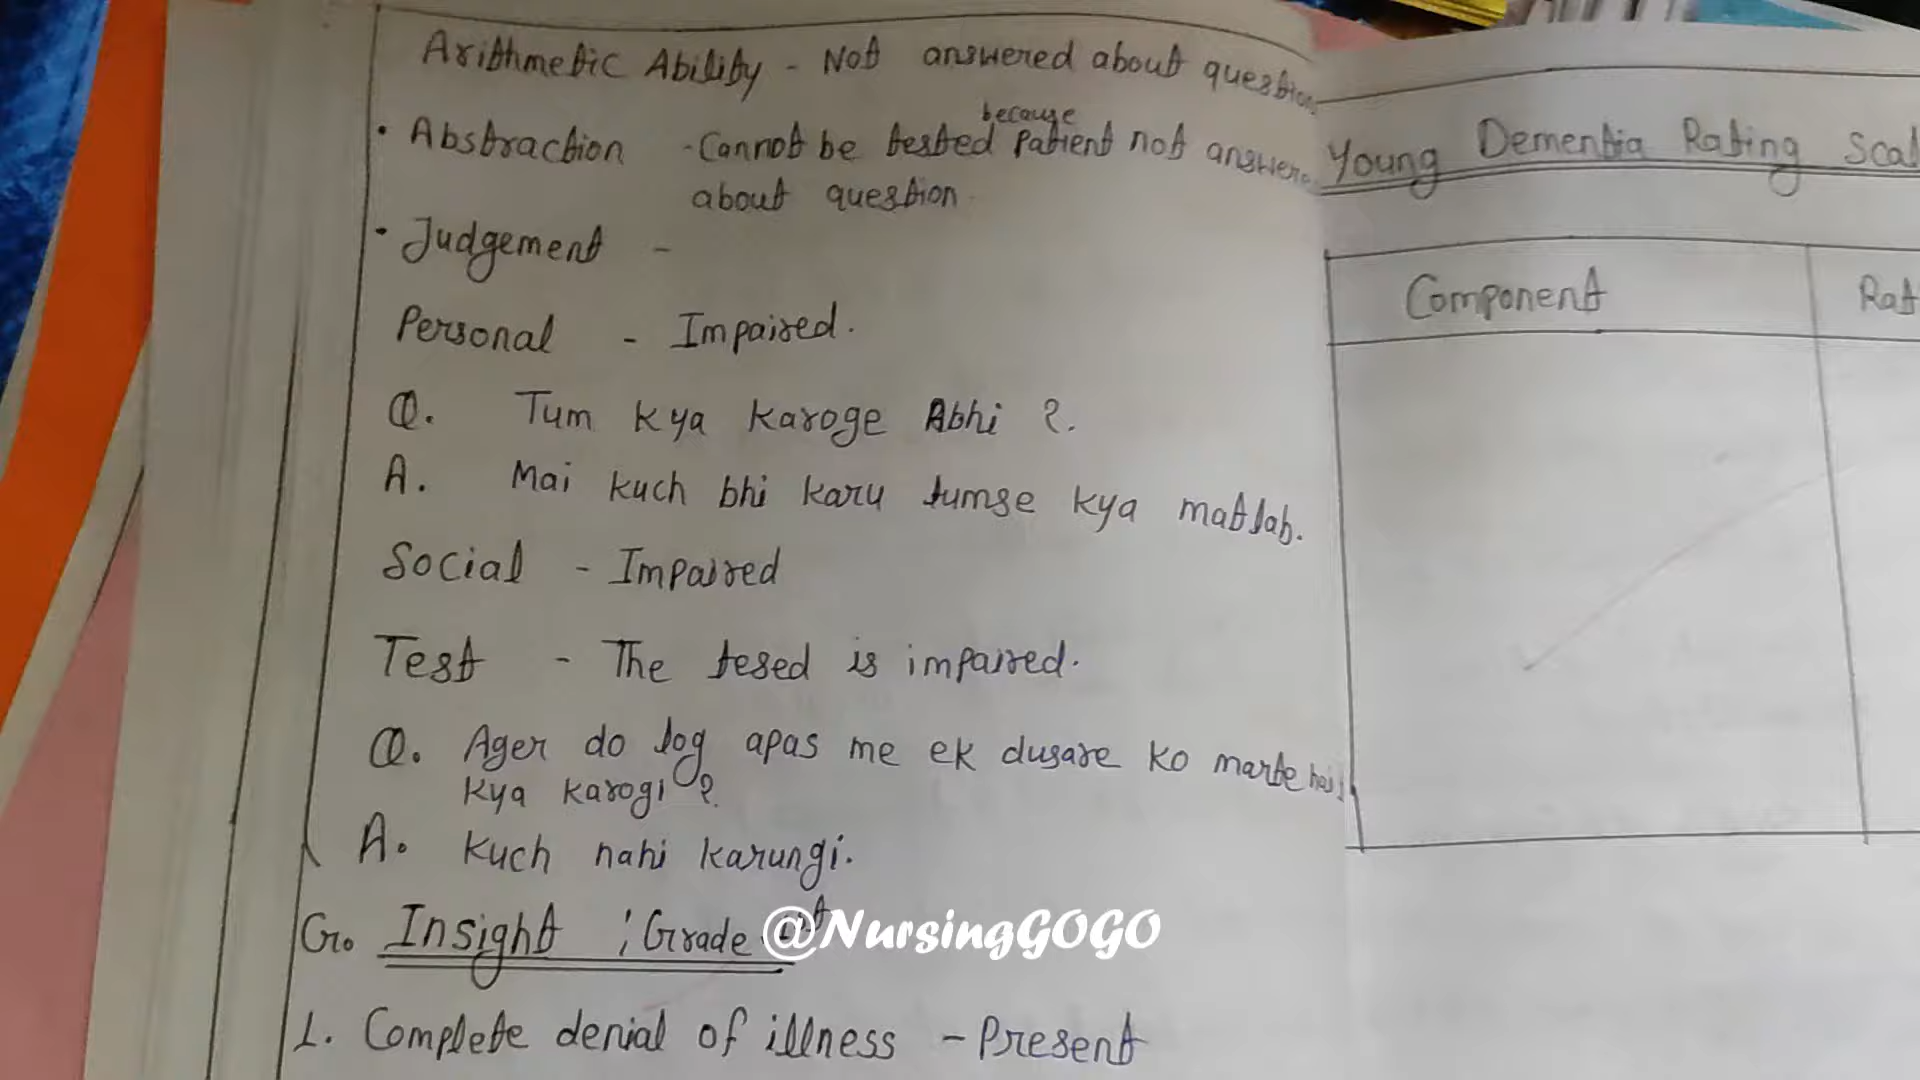 Arithmetic Ability - Not answered about question
because
• Abstraction - Cannot be tested Patient not answer
about question.
• Judgement -
Personal - Impaired.
Q. Tum kya karoge Abhi ?.
A. Mai kuch bhi karu tumse kya matlab.
Social - Impaired
Test - The tesed is impaired.
Q. Ager do log apas me ek dusare ko marte hai
kya karogi ?
A. kuch nahi karungi.
G. Insight : Grade
@NursingGOGO
1. Complete denial of illness - Present
Young Dementia Rating Scal
Component Rat